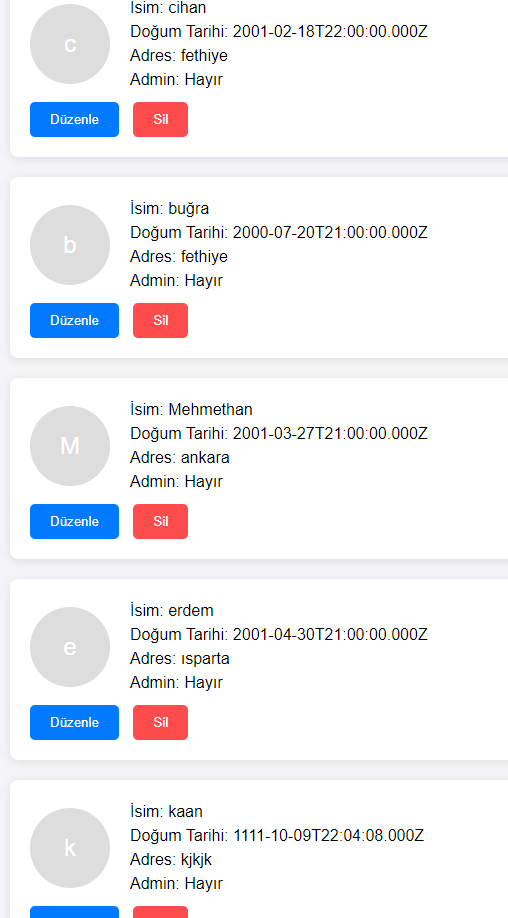 c
İsim: cihan
Doğum Tarihi: 2001-02-18T22:00:00.000Z
Adres: fethiye
Admin: Hayır
Düzenle Sil
b
İsim: buğra
Doğum Tarihi: 2000-07-20T21:00:00.000Z
Adres: fethiye
Admin: Hayır
Düzenle Sil
M
İsim: Mehmethan
Doğum Tarihi: 2001-03-27T21:00:00.000Z
Adres: ankara
Admin: Hayır
Düzenle Sil
e
İsim: erdem
Doğum Tarihi: 2001-04-30T21:00:00.000Z
Adres: ısparta
Admin: Hayır
Düzenle Sil
k
İsim: kaan
Doğum Tarihi: 1111-10-09T22:04:08.000Z
Adres: kjkjk
Admin: Hayır